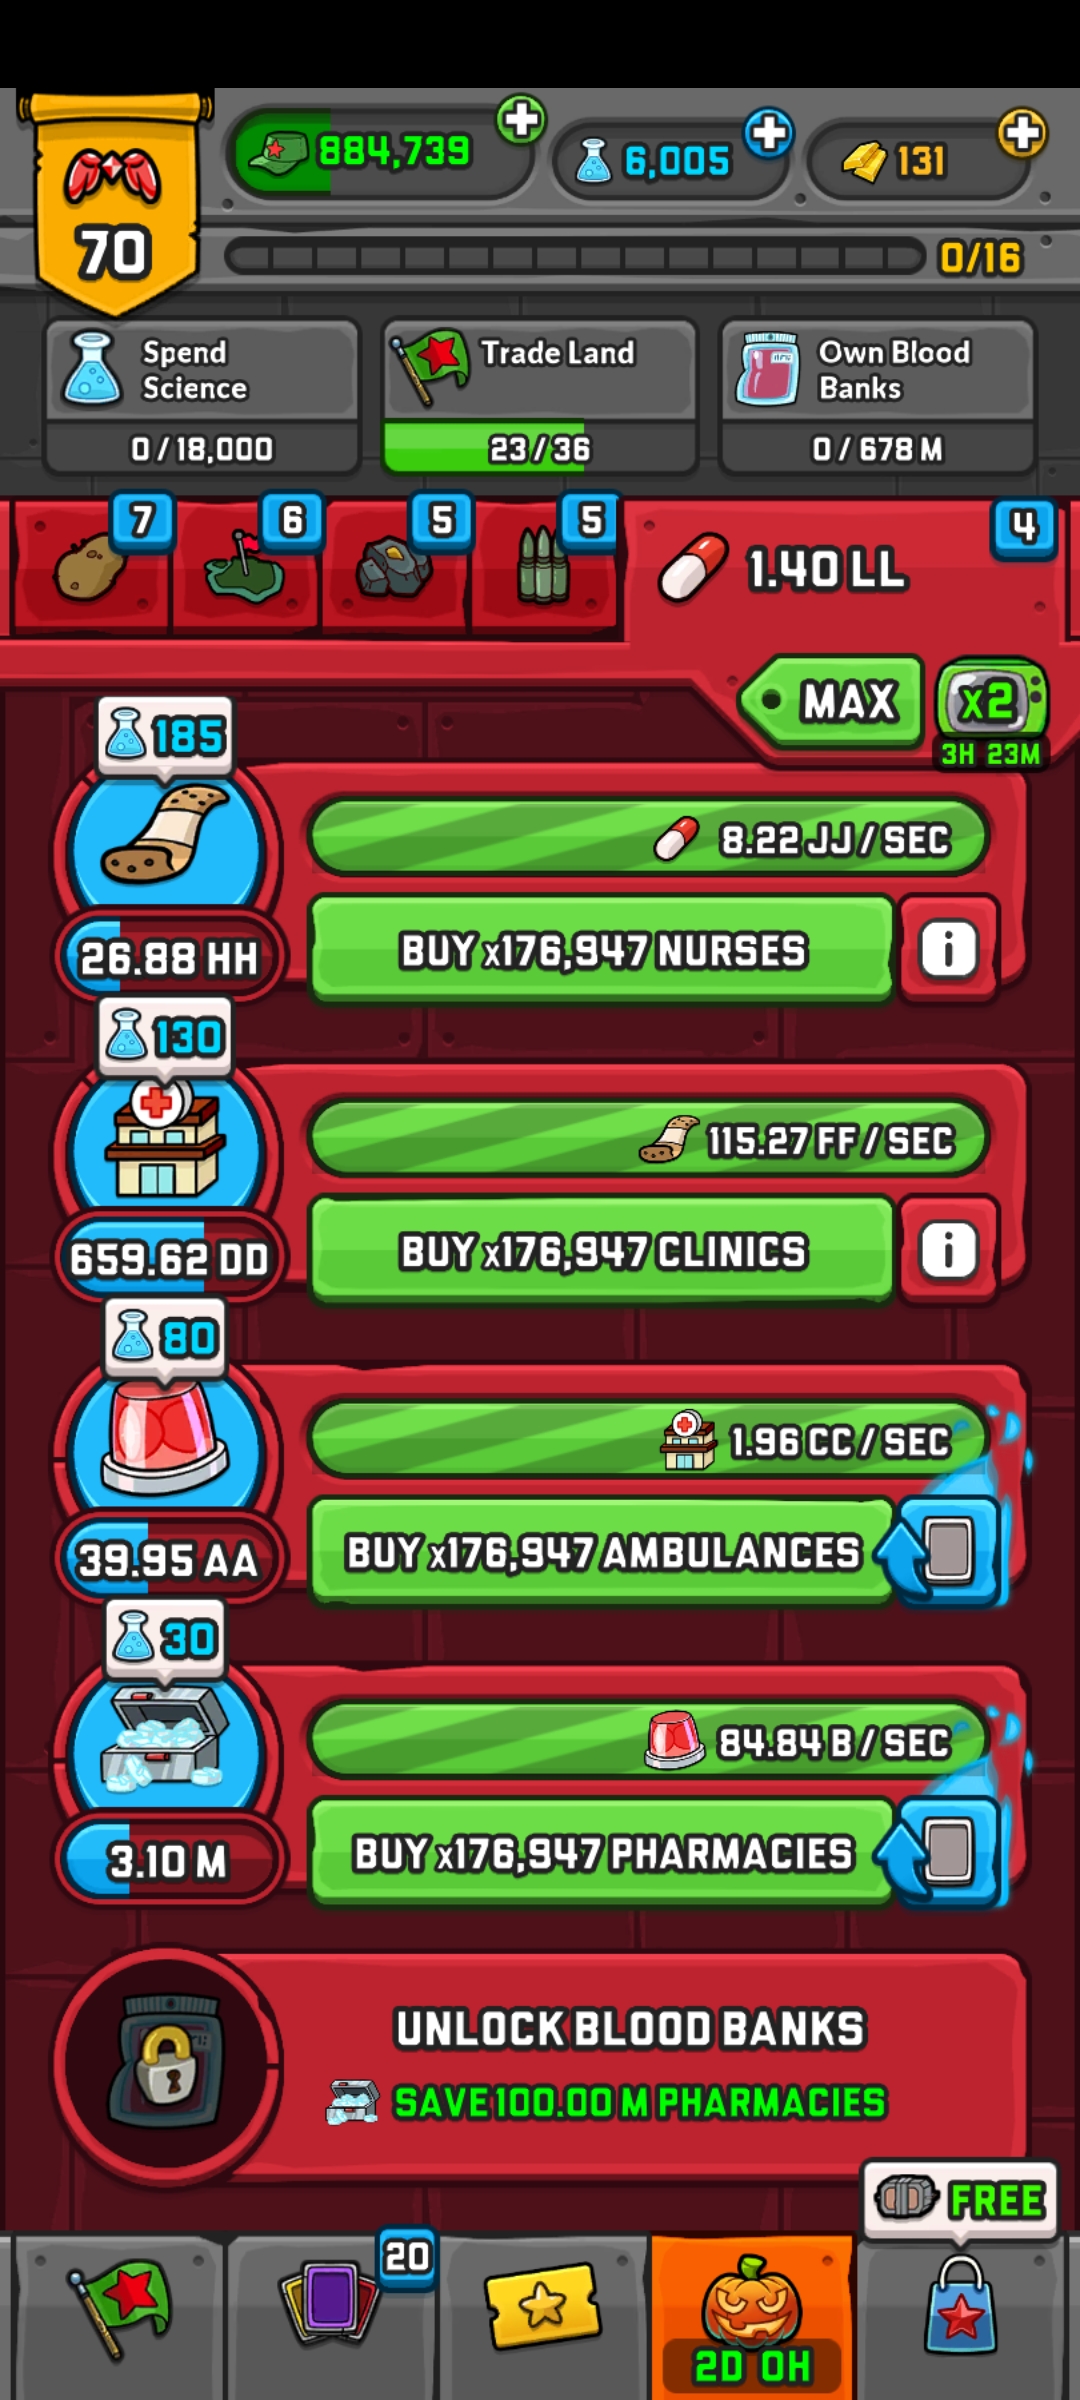 70
884,739
6,005
131
0/16
Spend
Science
0 / 18,000
Trade Land
23 / 36
Own Blood
Banks
0 / 678 M
7
6
5
5
4
1.40 LL
MAX
x2
3H 23M
185
8.22 JJ / SEC
26.88 HH
BUY x176,947 NURSES
i
130
115.27 FF / SEC
659.62 DD
BUY x176,947 CLINICS
i
80
1.96 CC / SEC
39.95 AA
BUY x176,947 AMBULANCES
30
84.84 B / SEC
3.10 M
BUY x176,947 PHARMACIES
UNLOCK BLOOD BANKS
SAVE 100.00 M PHARMACIES
FREE
20
2D 0H